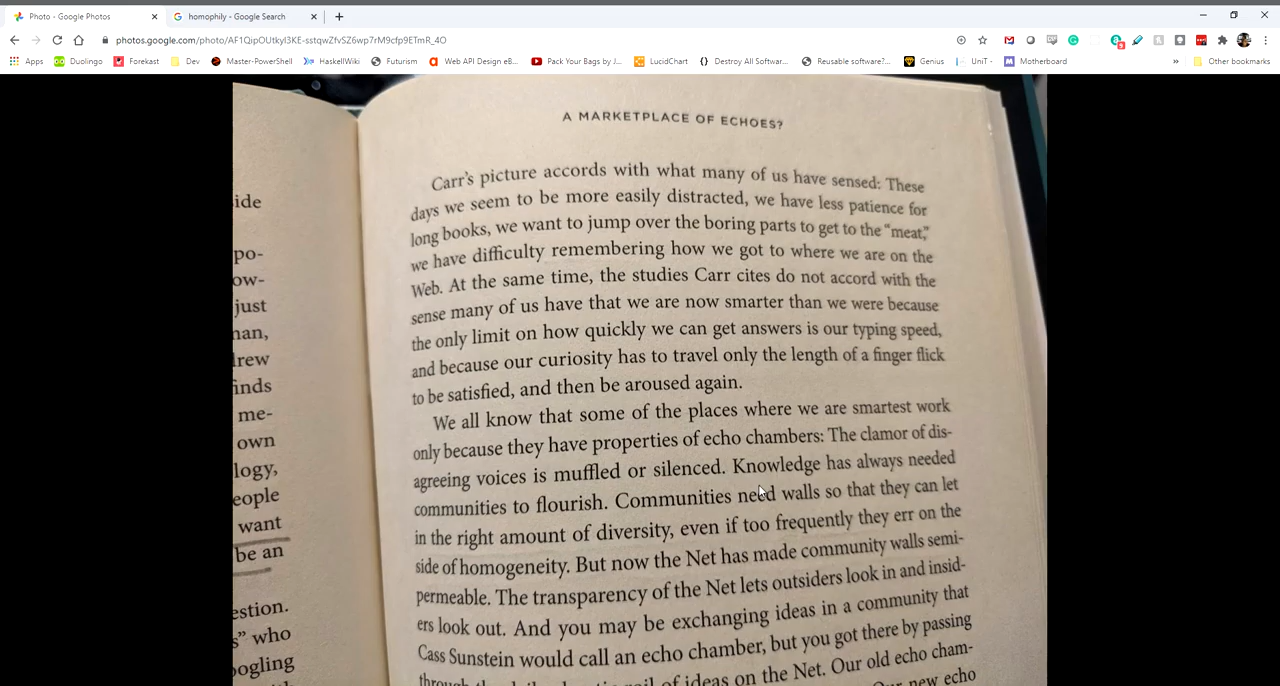 Photo - Google Photos
homophily - Google Search
photos.google.com/photo/AF1QipOUtkyI3KE-sstqwZfvSZ6wp7rM9cfp9ETmR_4O
Apps Duolingo Forekast Dev Master-PowerShell HaskellWiki Futurism Web API Design eB... Pack Your Bags by J... LucidChart Destroy All Softwar... Reusable software?... Genius UniT - Motherboard » Other bookmarks
A MARKETPLACE OF ECHOES?
Carr's picture accords with what many of us have sensed: These
days we seem to be more easily distracted, we have less patience for
long books, we want to jump over the boring parts to get to the "meat,"
we have difficulty remembering how we got to where we are on the
Web. At the same time, the studies Carr cites do not accord with the
sense many of us have that we are now smarter than we were because
the only limit on how quickly we can get answers is our typing speed,
and because our curiosity has to travel only the length of a finger flick
to be satisfied, and then be aroused again.
We all know that some of the places where we are smartest work
only because they have properties of echo chambers: The clamor of dis-
agreeing voices is muffled or silenced. Knowledge has always needed
communities to flourish. Communities need walls so that they can let
in the right amount of diversity, even if too frequently they err on the
side of homogeneity. But now the Net has made community walls semi-
permeable. The transparency of the Net lets outsiders look in and insid-
ers look out. And you may be exchanging ideas in a community that
Cass Sunstein would call an echo chamber, but you got there by passing
through the of ideas on the Net. Our old echo cham-
new echo
ide
po-
ow-
just
nan,
lrew
finds
me-
own
logy,
eople
want
be an
estion.
s" who
oogling